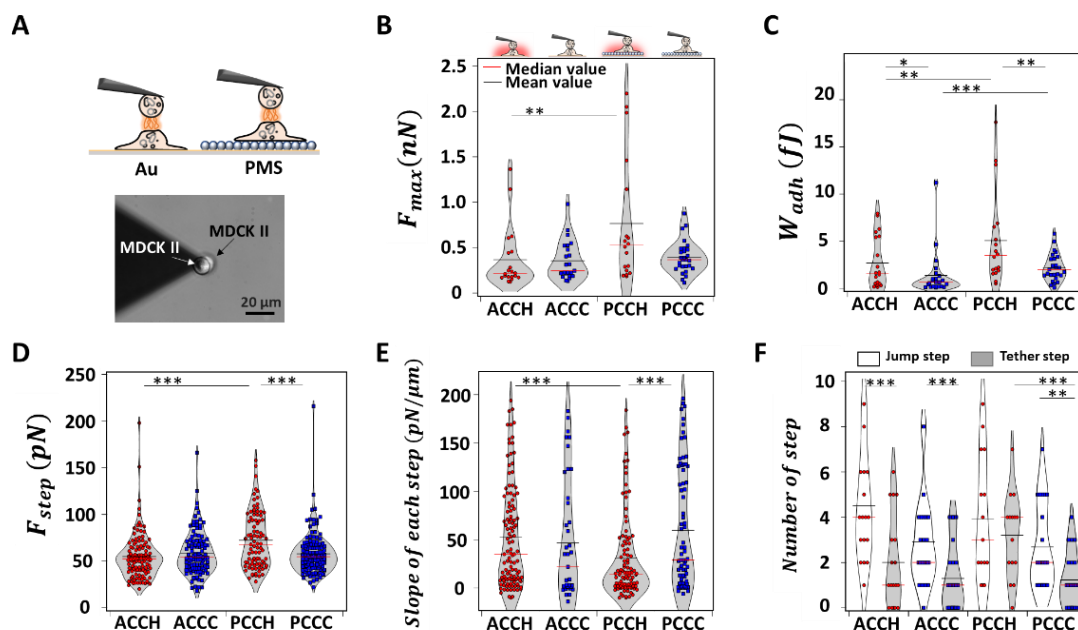 A
Au
PMS
MDCK II
MDCK II
20 µm
B
Median value
Mean value
F_max (nN)
2.5
2.0
1.5
1.0
0.5
0
**
ACCH ACCC PCCH PCCC
C
W_adh (fJ)
20
15
10
5
0
* **
**
***
ACCH ACCC PCCH PCCC
D
F_step (pN)
250
200
150
100
50
0
*** ***
ACCH ACCC PCCH PCCC
E
Slope of each step (pN/µm)
200
150
100
50
0
*** ***
ACCH ACCC PCCH PCCC
F
Jump step Tether step
Number of step
10
8
6
4
2
0
*** *** ***
**
ACCH ACCC PCCH PCCC